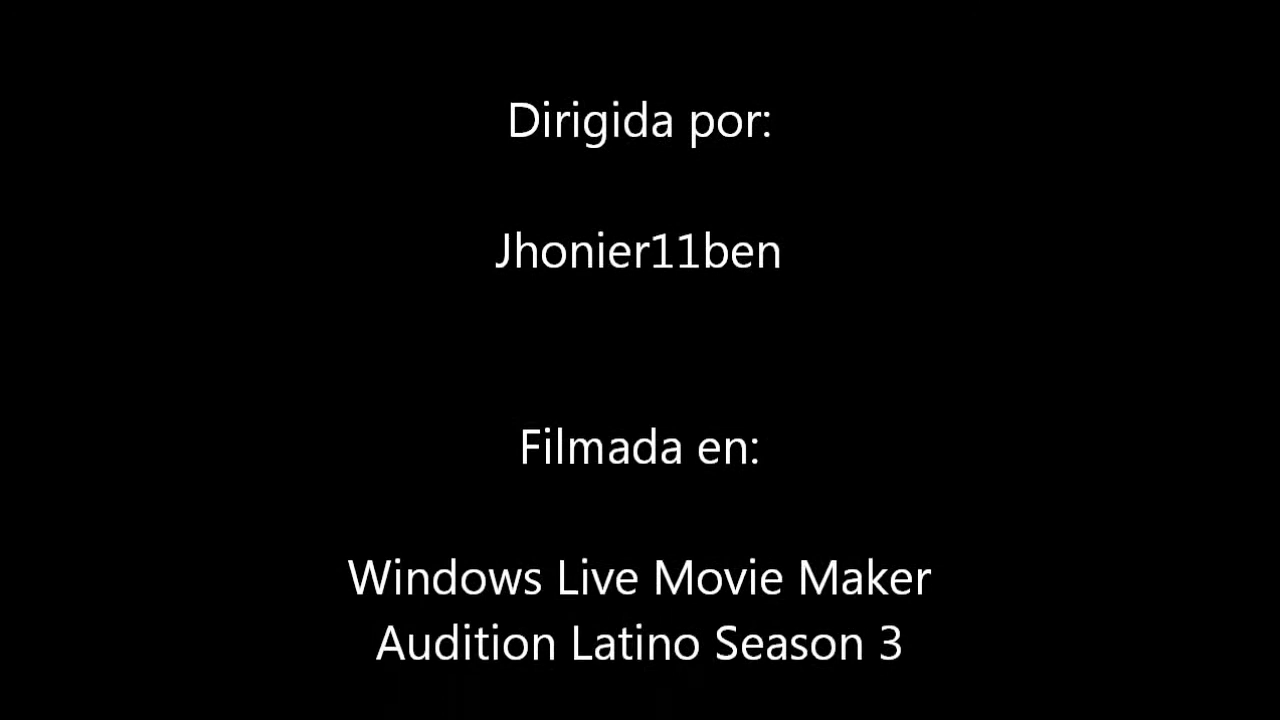 Dirigida por:
Jhonier11ben
Filmada en:
Windows Live Movie Maker
Audition Latino Season 3